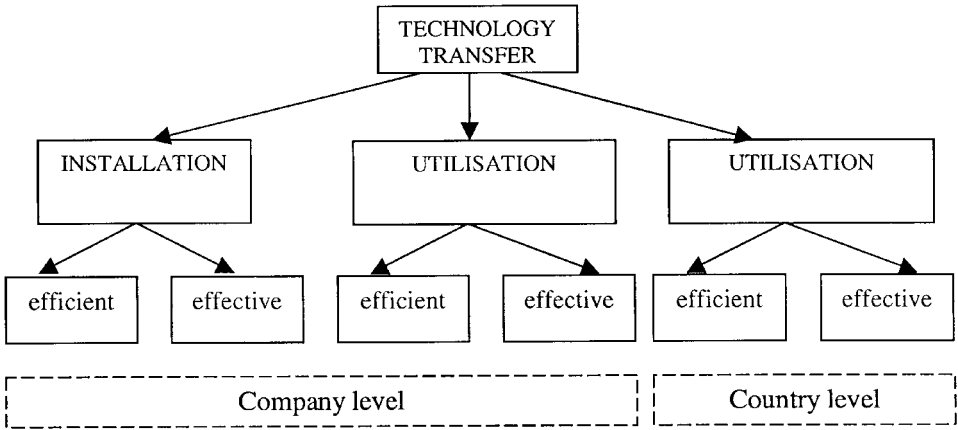 TECHNOLOGY
TRANSFER
INSTALLATION
UTILISATION
UTILISATION
efficient
effective
efficient
effective
efficient
effective
Company level
Country level